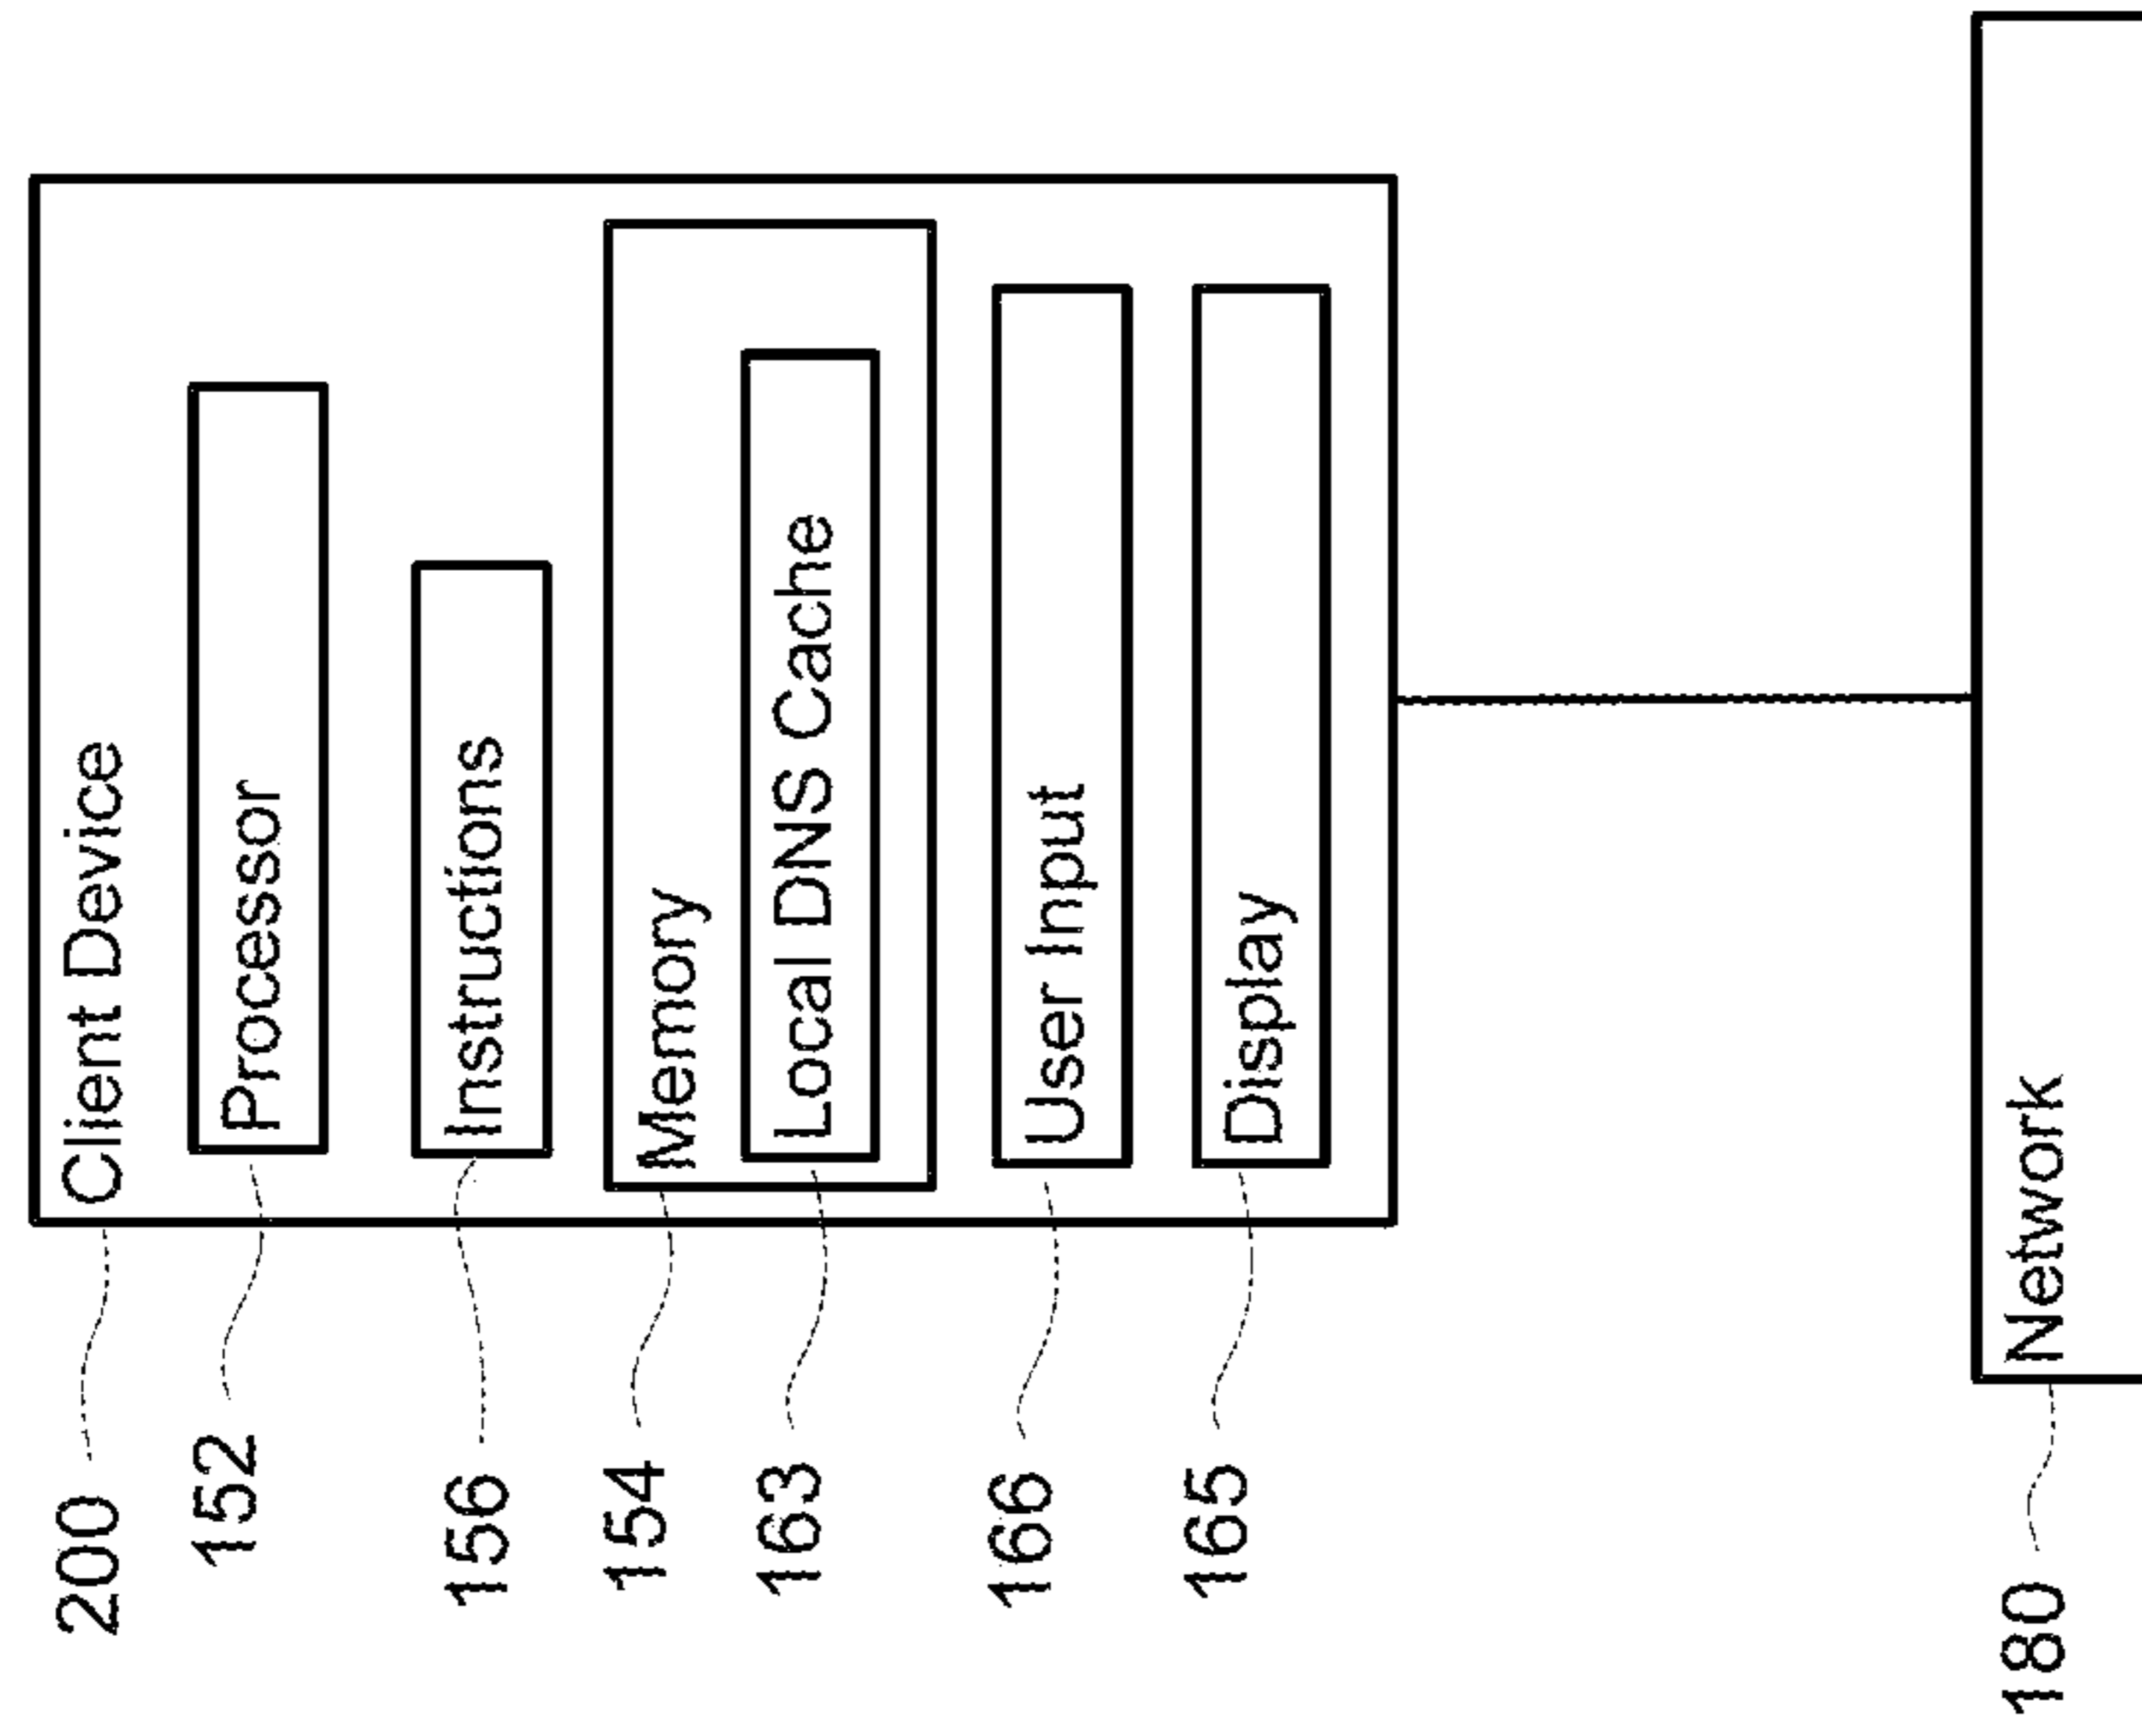 200 Client Device
152 Processor
156 Instructions
154 Memory
163 Local DNS Cache
166 User Input
165 Display
180 Network